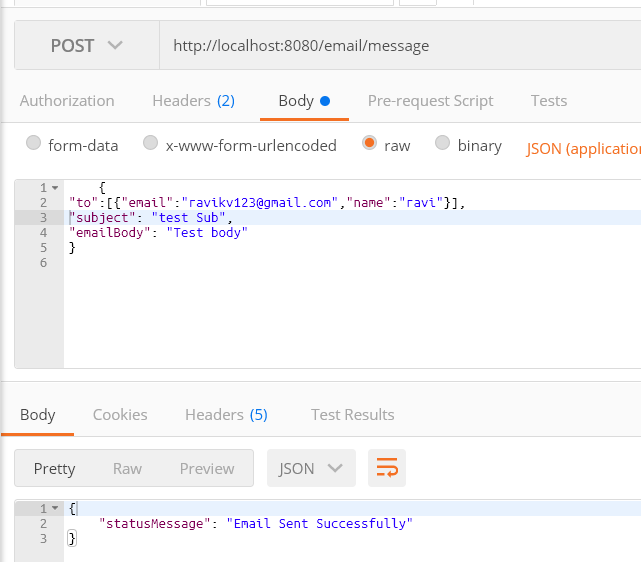 POST http://localhost:8080/email/message
Authorization Headers (2) Body Pre-request Script Tests
form-data x-www-form-urlencoded raw binary JSON (application
1 {
2 "to":[{"email":"ravikv123@gmail.com","name":"ravi"}],
3 "subject": "test Sub",
4 "emailBody": "Test body"
5 }
6
Body Cookies Headers (5) Test Results
Pretty Raw Preview JSON
1 {
2 "statusMessage": "Email Sent Successfully"
3 }